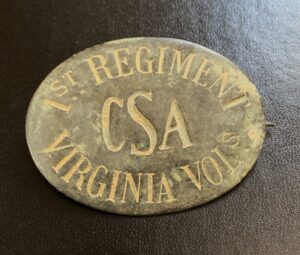 1ST. REGIMENT
CSA
VIRGINIA VOLS.